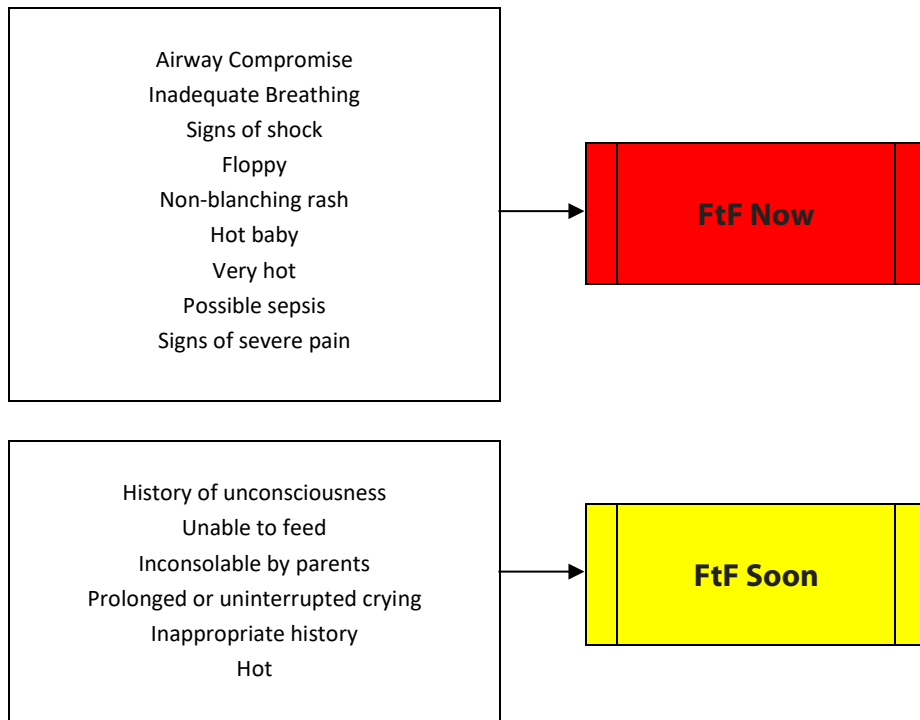 Airway Compromise
Inadequate Breathing
Signs of shock
Floppy
Non-blanching rash
Hot baby
Very hot
Possible sepsis
Signs of severe pain
FtF Now
History of unconsciousness
Unable to feed
Inconsolable by parents
Prolonged or uninterrupted crying
Inappropriate history
Hot
FtF Soon